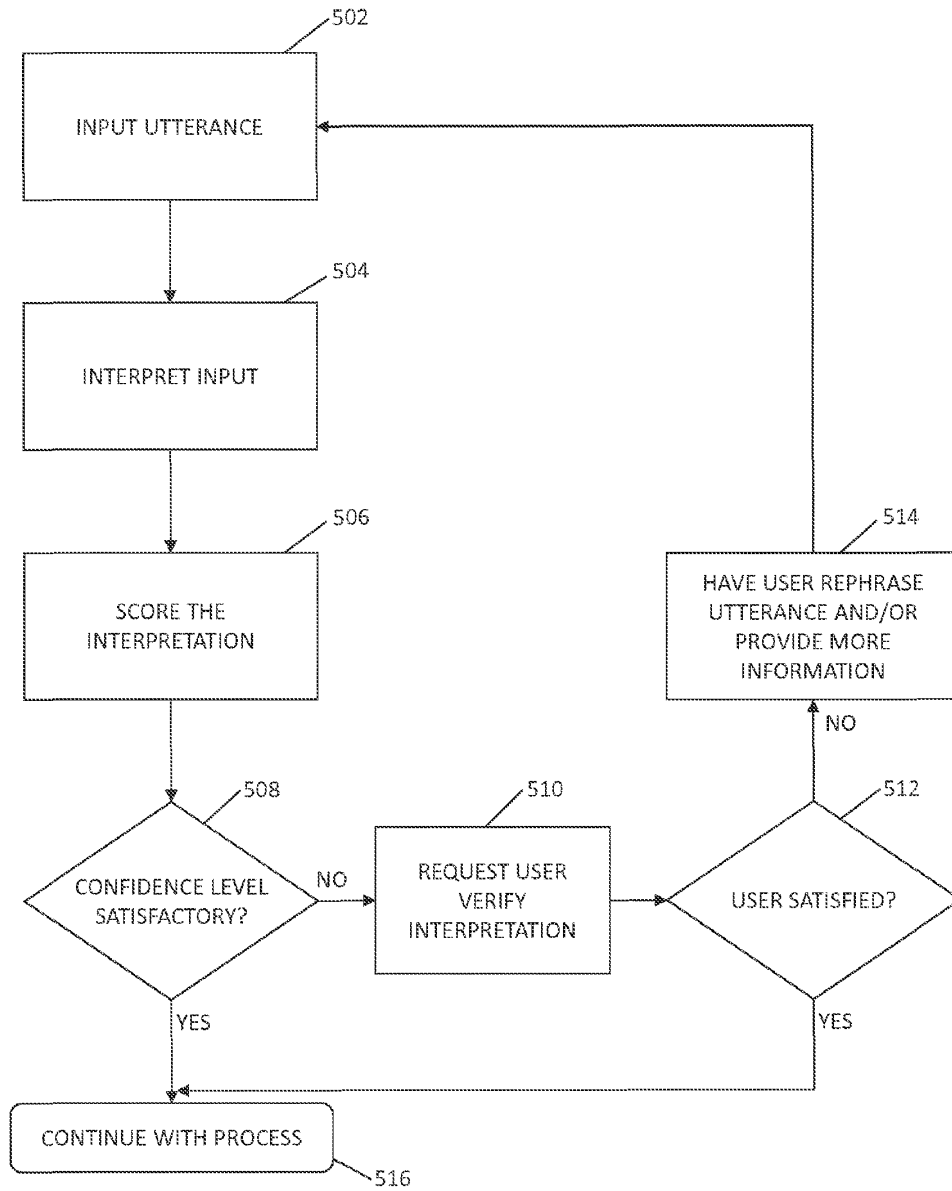 502
INPUT UTTERANCE
504
INTERPRET INPUT
506
SCORE THE
INTERPRETATION
514
HAVE USER REPHRASE
UTTERANCE AND/OR
PROVIDE MORE
INFORMATION
NO
508
CONFIDENCE LEVEL
SATISFACTORY?
NO
510
REQUEST USER
VERIFY
INTERPRETATION
512
USER SATISFIED?
YES
YES
CONTINUE WITH PROCESS
516